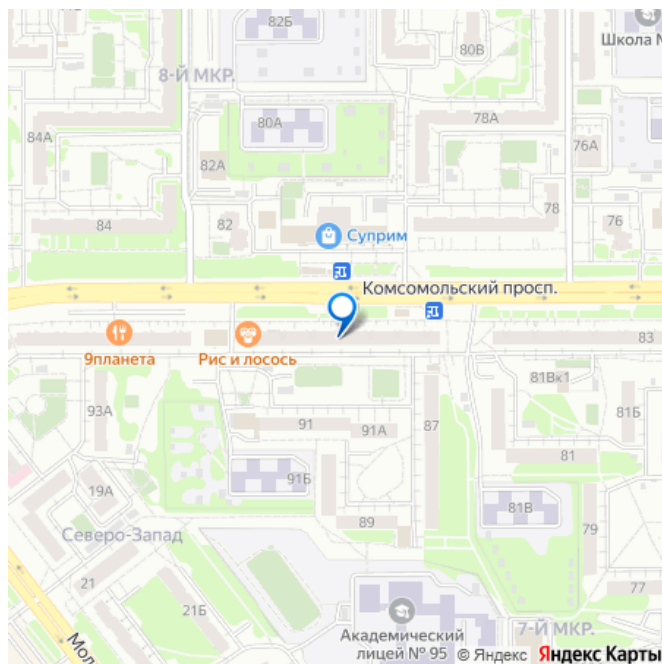 82Б
80В
Школа №
8-Й МКР.
80А
78А
84А
82А
76А
84
82
Суприм
78
76
Комсомольский просп.
9планета
Рис и лосось
83
93А
91
91А
87
81Вк1
81Б
81
19А
91Б
Северо-Запад
89
81В
79
21
21Б
77
Мол
Академический
лицей № 95
7-Й МКР.
© Яндекс Яндекс Карты